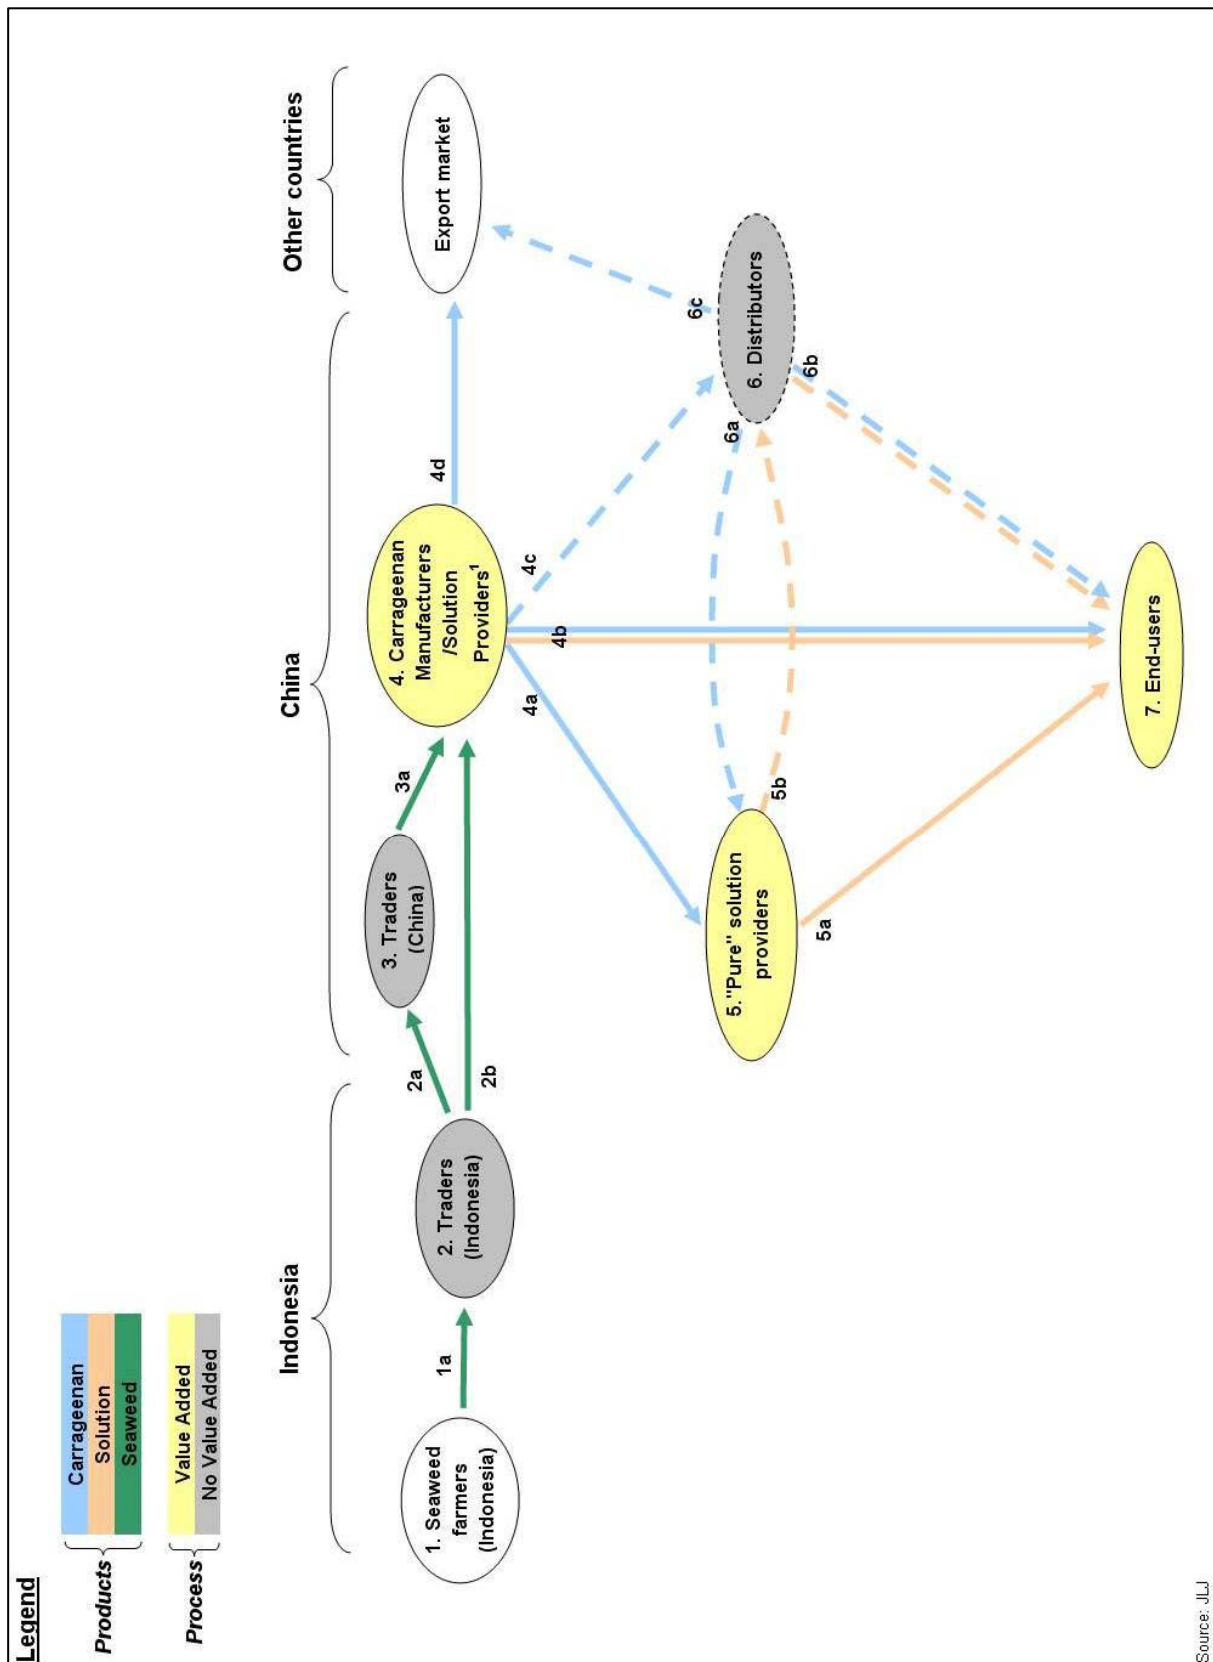 Legend
Products
Carrageenan
Solution
Seaweed
Process
Value Added
No Value Added
Indonesia
China
Other countries
1. Seaweed
farmers
(Indonesia)
1a
2. Traders
(Indonesia)
2a
2b
3. Traders
(China)
3a
4. Carrageenan
Manufacturers
/Solution
Providers¹
4d
Export market
4a
4b
4c
5."Pure" solution
providers
5a
5b
6. Distributors
6a
6b
6c
7. End-users
Source: JLJ